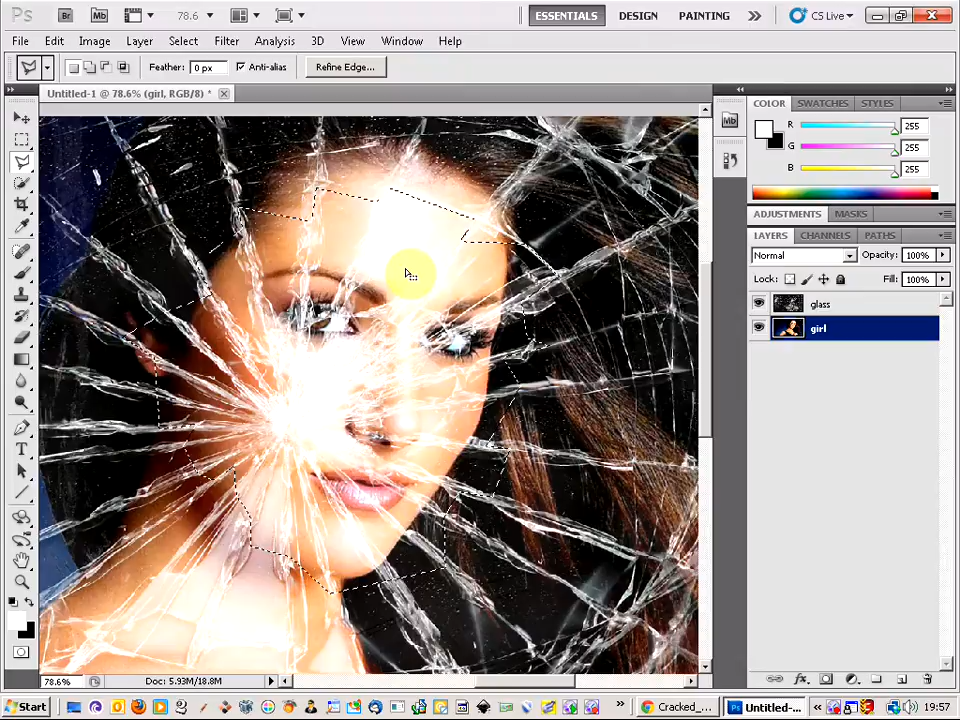 Ps Br Mb 78.6 ESSENTIALS DESIGN PAINTING CS Live
File Edit Image Layer Select Filter Analysis 3D View Window Help
Feather: 0 px Anti-alias Refine Edge...
Untitled-1 @ 78.6% (girl, RGB/8) *
COLOR SWATCHES STYLES
Mb
R 255
G 255
B 255
ADJUSTMENTS MASKS
LAYERS CHANNELS PATHS
Normal Opacity: 100%
Lock: Fill: 100%
glass
girl
78.6% Doc: 5.93M/18.8M
Start Cracked_... Untitled-... 19:57